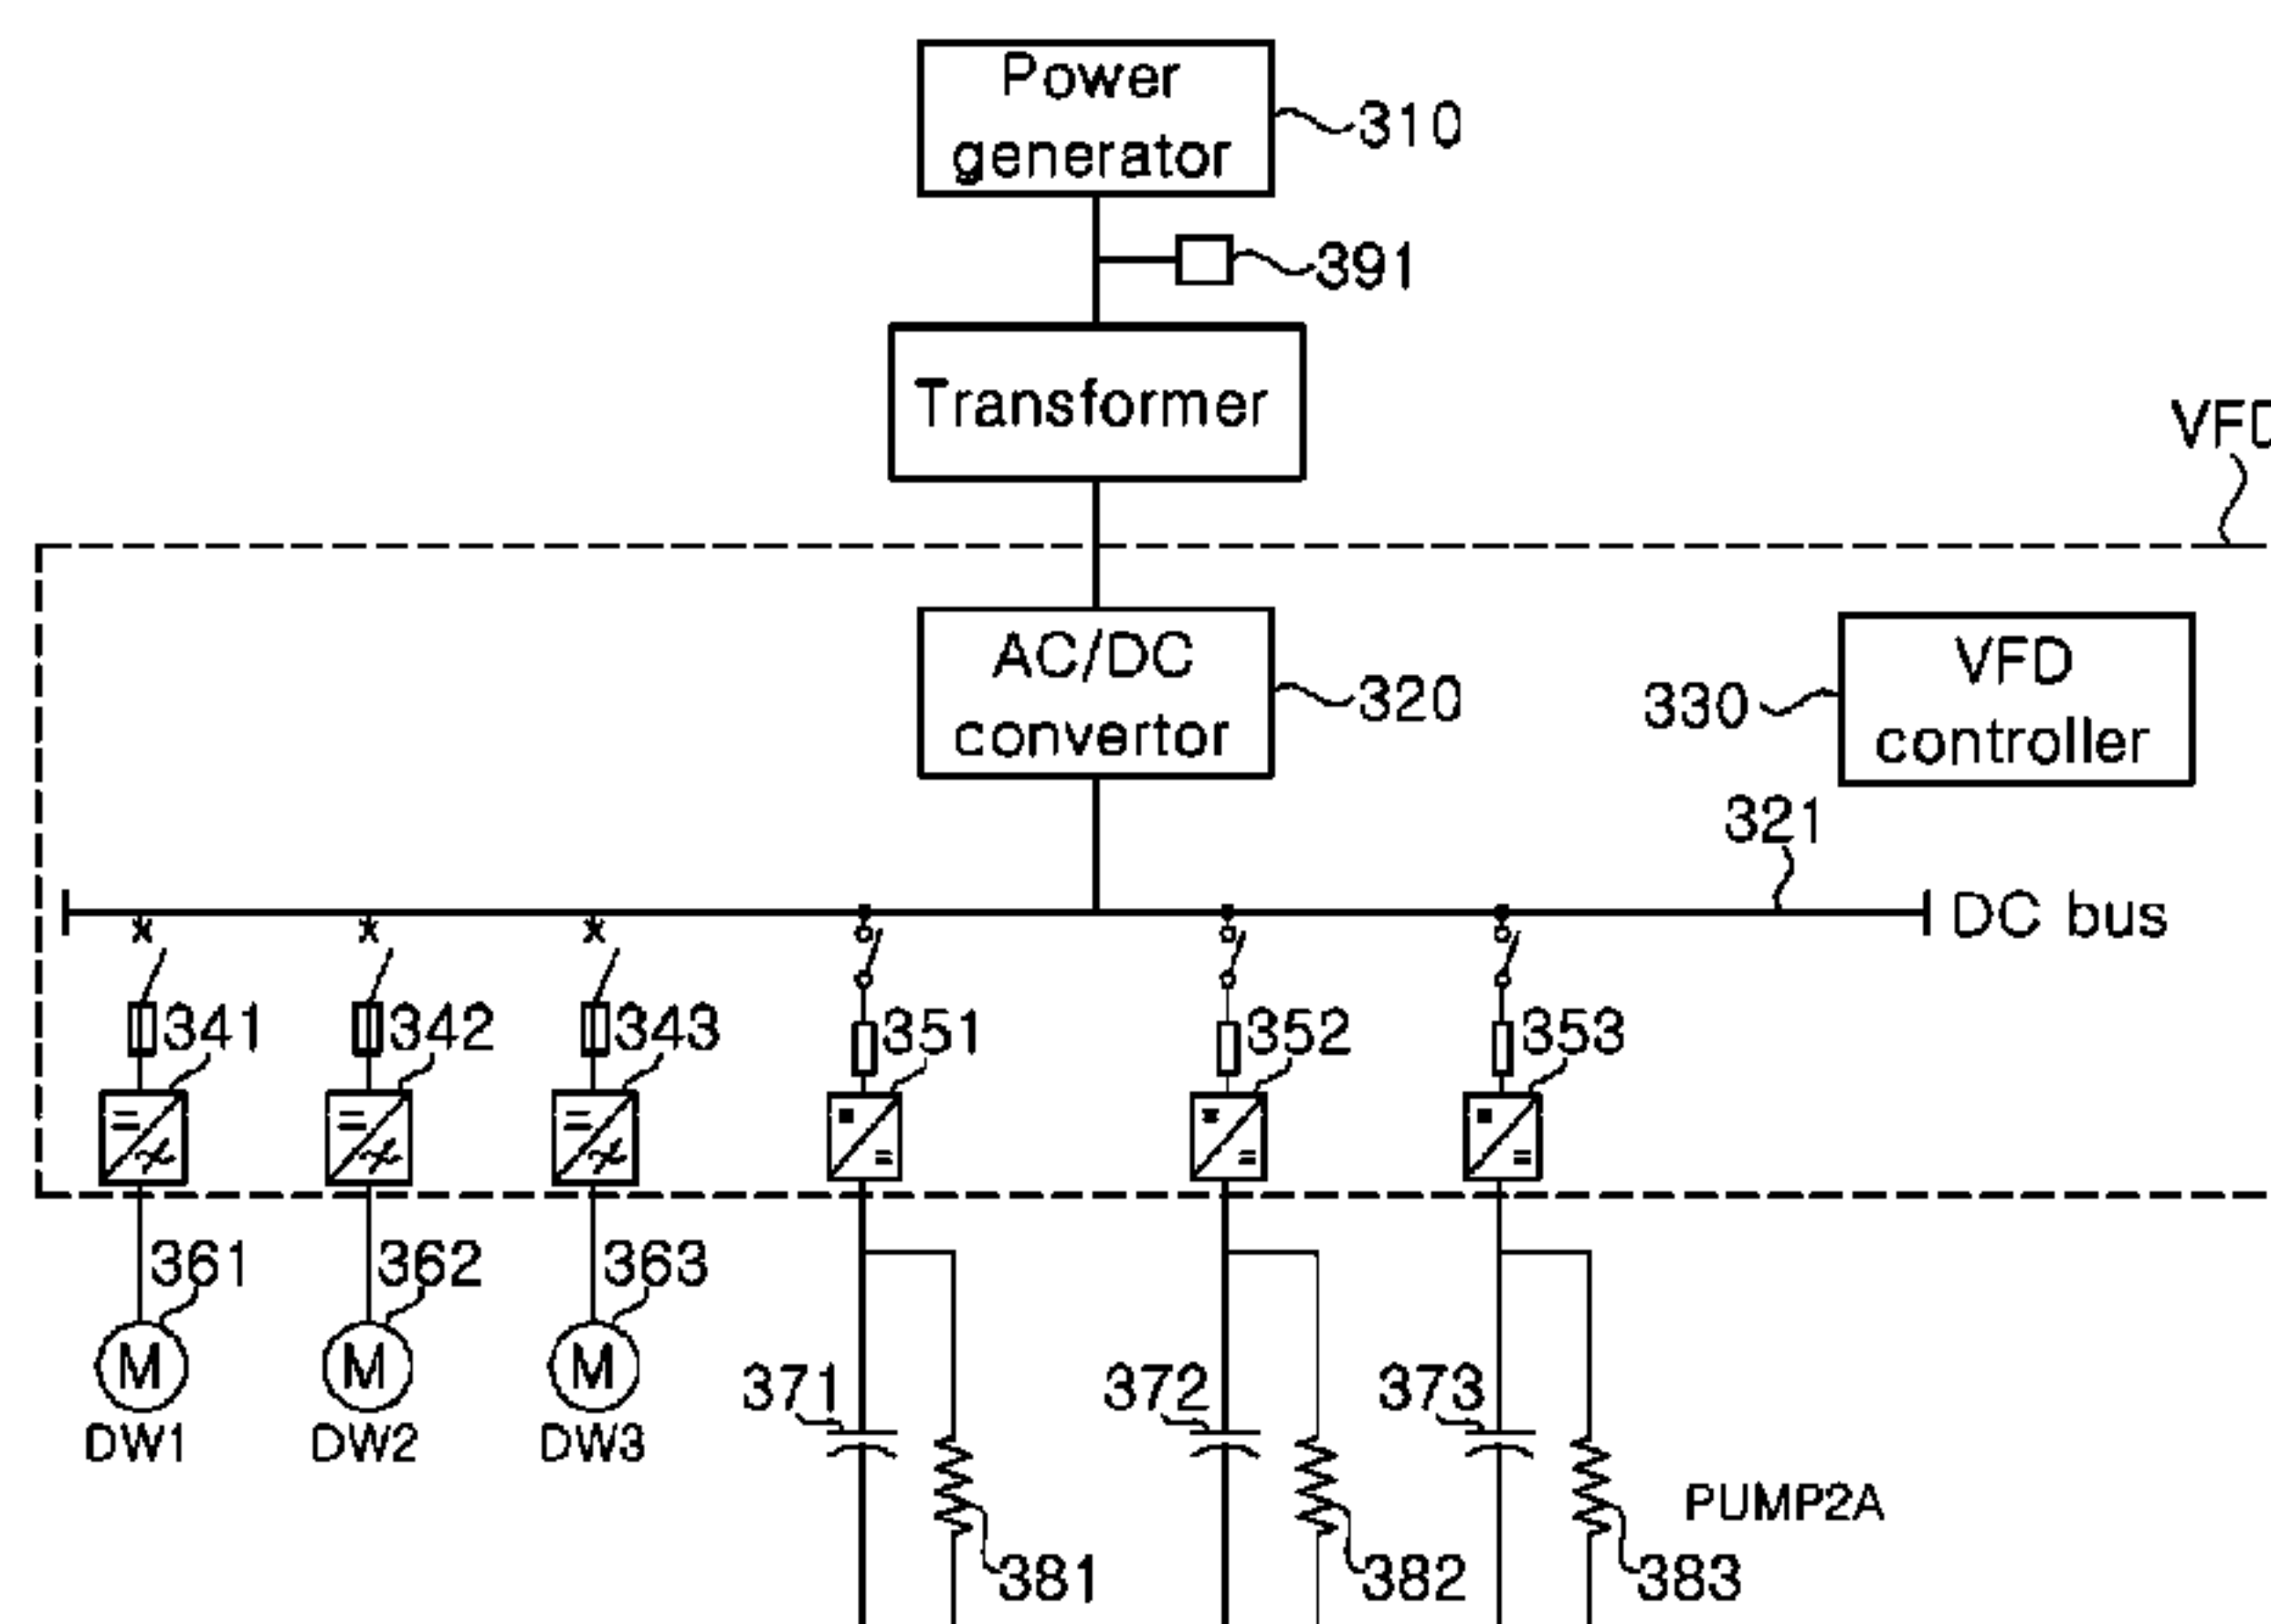 Power
generator
310
391
Transformer
VFD
AC/DC
convertor
320
330
VFD
controller
321
DC bus
341
342
343
351
352
353
361
362
363
M
M
M
DW1
DW2
DW3
371
372
373
PUMP2A
381
382
383